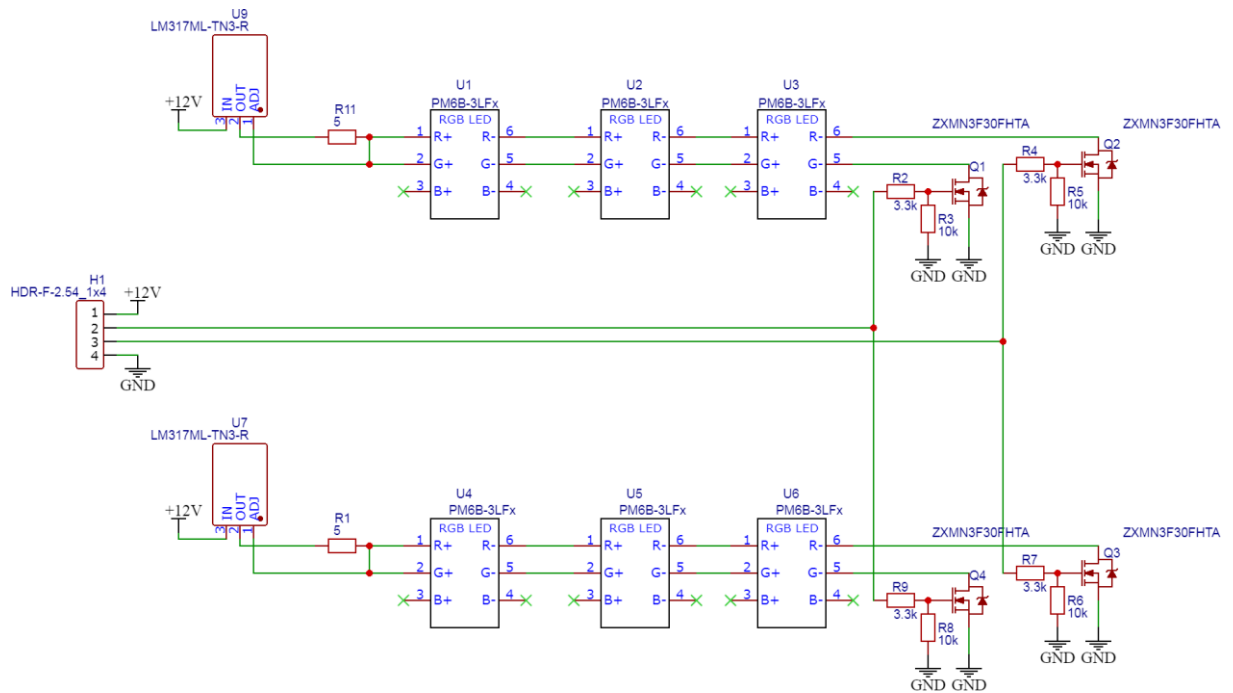 U9
LM317ML-TN3-R
+12V
IN
OUT
ADJ
3
2
1
R11
5
U1
PM6B-3LFx
RGB LED
1 R+ R- 6
2 G+ G- 5
3 B+ B- 4
U2
PM6B-3LFx
RGB LED
1 R+ R- 6
2 G+ G- 5
3 B+ B- 4
U3
PM6B-3LFx
RGB LED
1 R+ R- 6
2 G+ G- 5
3 B+ B- 4
ZXMN3F30FHTA
ZXMN3F30FHTA
R2
3.3k
R3
10k
Q1
GND GND
R4
3.3k
R5
10k
Q2
GND GND
H1
HDR-F-2.54_1x4
+12V
1
2
3
4
GND
U7
LM317ML-TN3-R
+12V
IN
OUT
ADJ
3
2
1
R1
5
U4
PM6B-3LFx
RGB LED
1 R+ R- 6
2 G+ G- 5
3 B+ B- 4
U5
PM6B-3LFx
RGB LED
1 R+ R- 6
2 G+ G- 5
3 B+ B- 4
U6
PM6B-3LFx
RGB LED
1 R+ R- 6
2 G+ G- 5
3 B+ B- 4
ZXMN3F30FHTA
ZXMN3F30FHTA
R9
3.3k
R8
10k
Q4
GND GND
R7
3.3k
R6
10k
Q3
GND GND